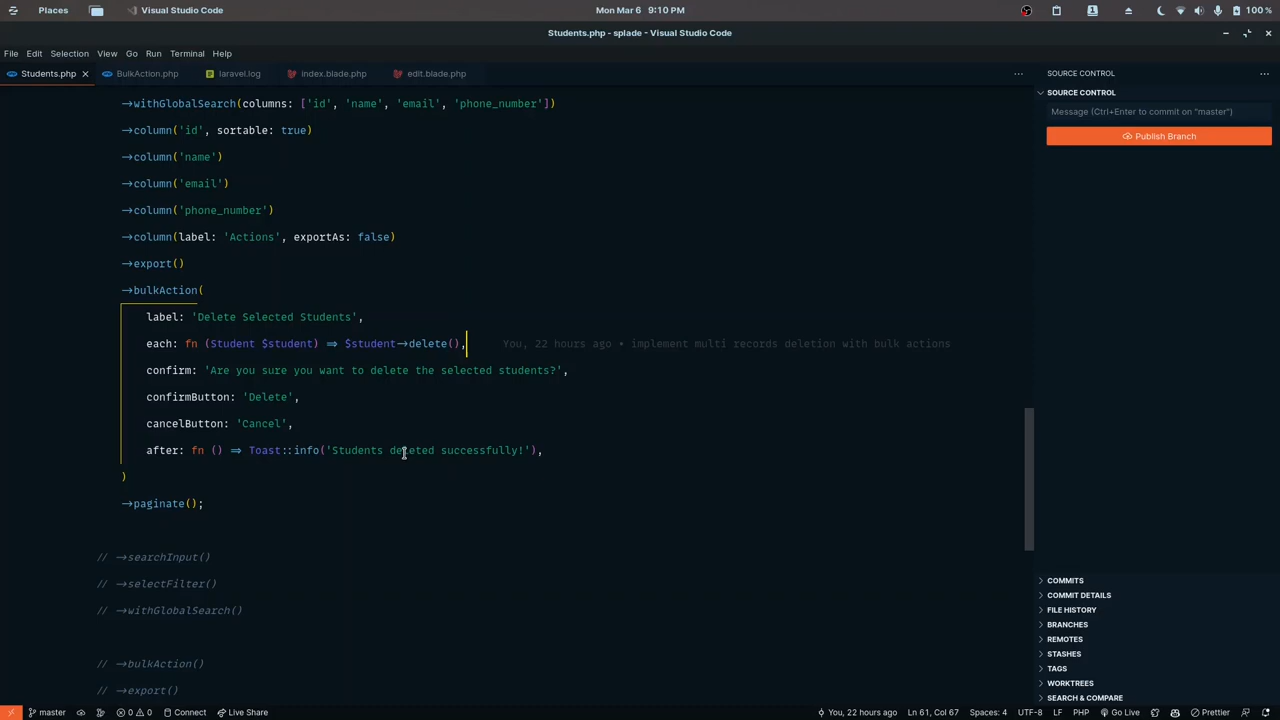 Places
Visual Studio Code
Mon Mar 6 9:10 PM
100 %
Students.php - splade - Visual Studio Code
File Edit Selection View Go Run Terminal Help
Students.php
BulkAction.php
laravel.log
index.blade.php
edit.blade.php
SOURCE CONTROL
SOURCE CONTROL
Message (Ctrl+Enter to commit on "master")
Publish Branch
->withGlobalSearch(columns: ['id', 'name', 'email', 'phone_number'])
->column('id', sortable: true)
->column('name')
->column('email')
->column('phone_number')
->column(label: 'Actions', exportAs: false)
->export()
->bulkAction(
label: 'Delete Selected Students',
each: fn (Student $student) => $student->delete(), You, 22 hours ago • implement multi records deletion with bulk actions
confirm: 'Are you sure you want to delete the selected students?',
confirmButton: 'Delete',
cancelButton: 'Cancel',
after: fn () => Toast::info('Students deleted successfully!'),
)
->paginate();
// ->searchInput()
// ->selectFilter()
// ->withGlobalSearch()
// ->bulkAction()
// ->export()
COMMITS
COMMIT DETAILS
FILE HISTORY
BRANCHES
REMOTES
STASHES
TAGS
WORKTREES
SEARCH & COMPARE
master
0 0
Connect
Live Share
You, 22 hours ago
Ln 61, Col 67
Spaces: 4
UTF-8
LF
PHP
Go Live
Prettier